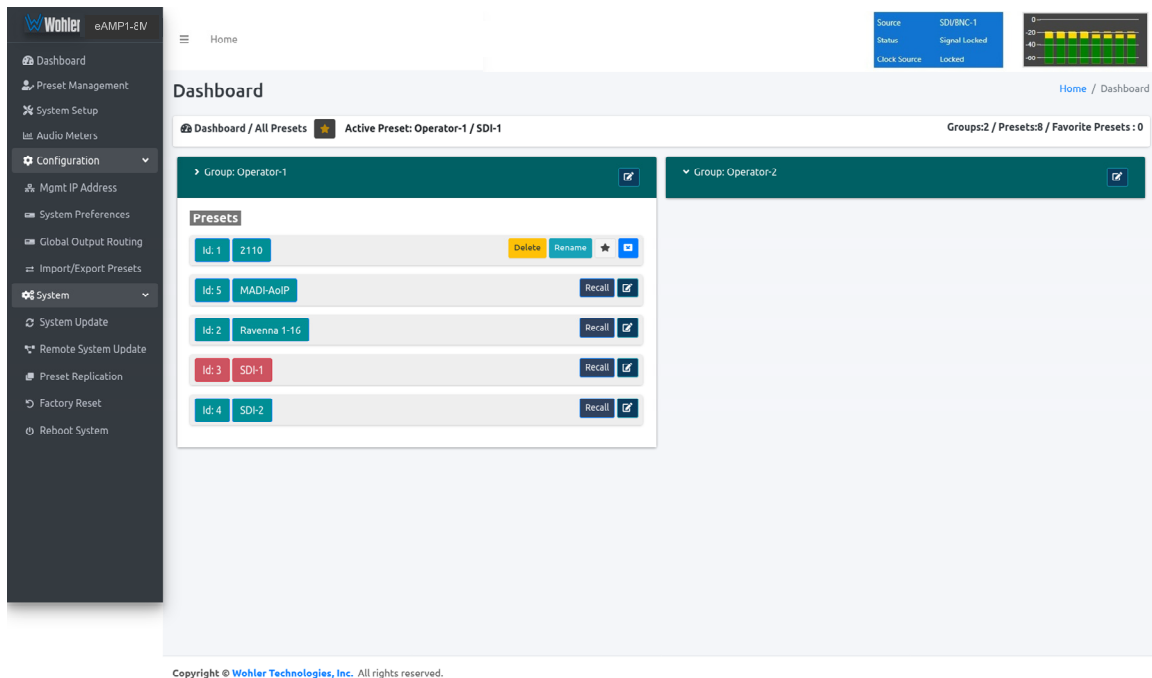 Wohler eAMP1-8M
Dashboard
Preset Management
System Setup
Audio Meters
Configuration
Mgmt IP Address
System Preferences
Global Output Routing
Import/Export Presets
System
System Update
Remote System Update
Preset Replication
Factory Reset
Reboot System
Home
Source SDI/BNC-1
Status Signal Locked
Clock Source Locked
0
-20
-40
-60
Dashboard
Home / Dashboard
Dashboard / All Presets Active Preset: Operator-1 / SDI-1
Groups:2 / Presets:8 / Favorite Presets : 0
Group: Operator-1
Group: Operator-2
Presets
Id: 1 2110 Delete Rename
Id: 5 MADI-AoIP Recall
Id: 2 Ravenna 1-16 Recall
Id: 3 SDI-1 Recall
Id: 4 SDI-2 Recall
Copyright © Wohler Technologies, Inc. All rights reserved.